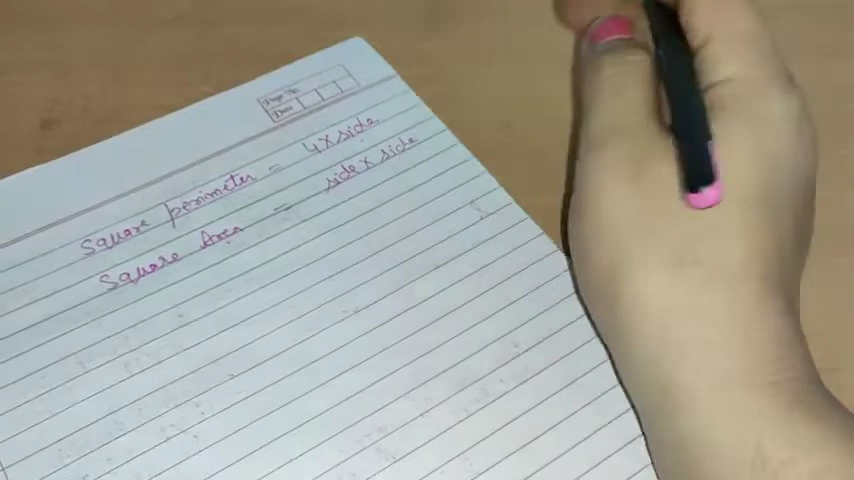 Page No.
Date
Square perimeter = 4×side
Square Area = side×side